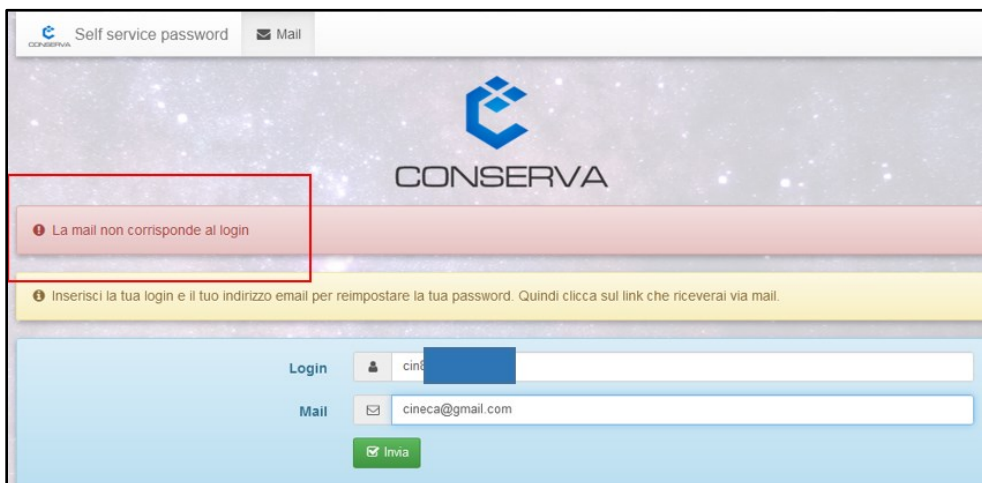 CONSERVA Self service password Mail
CONSERVA
La mail non corrisponde al login
Inserisci la tua login e il tuo indirizzo email per reimpostare la tua password. Quindi clicca sul link che riceverai via mail.
Login cin8
Mail cineca@gmail.com
Invia